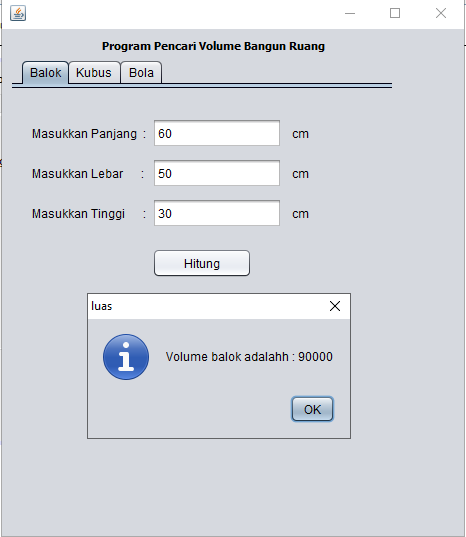 Program Pencari Volume Bangun Ruang
Balok Kubus Bola
Masukkan Panjang : 60 cm
Masukkan Lebar : 50 cm
Masukkan Tinggi : 30 cm
Hitung
luas
Volume balok adalahh : 90000
OK